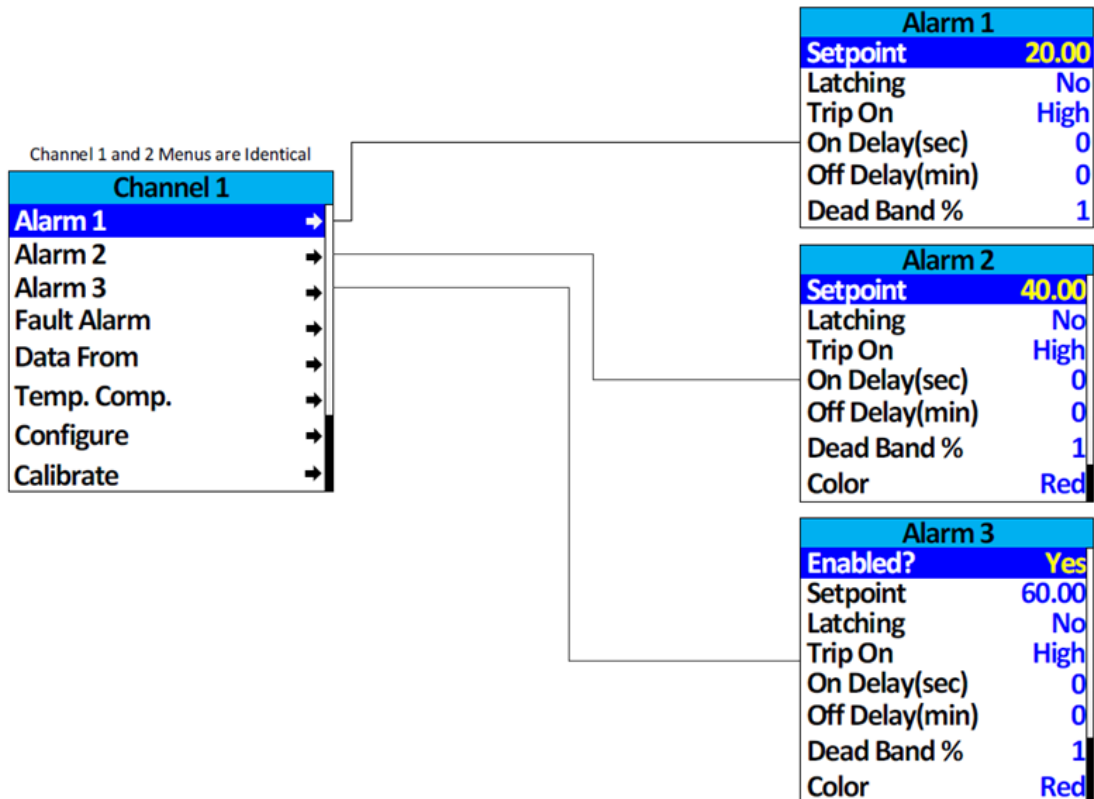 Channel 1 and 2 Menus are Identical
Channel 1
Alarm 1
Alarm 2
Alarm 3
Fault Alarm
Data From
Temp. Comp.
Configure
Calibrate
Alarm 1
Setpoint 20.00
Latching No
Trip On High
On Delay(sec) 0
Off Delay(min) 0
Dead Band % 1
Alarm 2
Setpoint 40.00
Latching No
Trip On High
On Delay(sec) 0
Off Delay(min) 0
Dead Band % 1
Color Red
Alarm 3
Enabled? Yes
Setpoint 60.00
Latching No
Trip On High
On Delay(sec) 0
Off Delay(min) 0
Dead Band % 1
Color Red